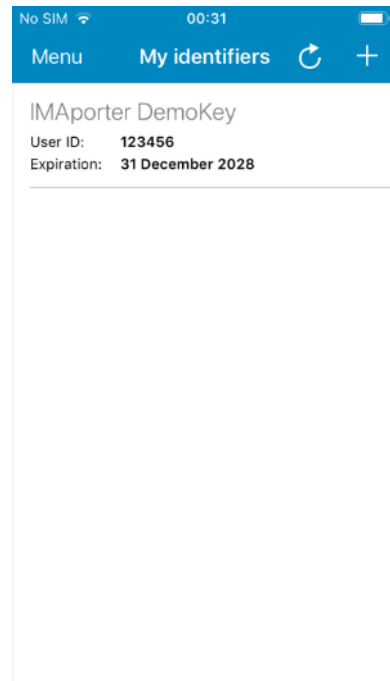 No SIM 00:31
Menu My identifiers
IMAporter DemoKey
User ID: 123456
Expiration: 31 December 2028